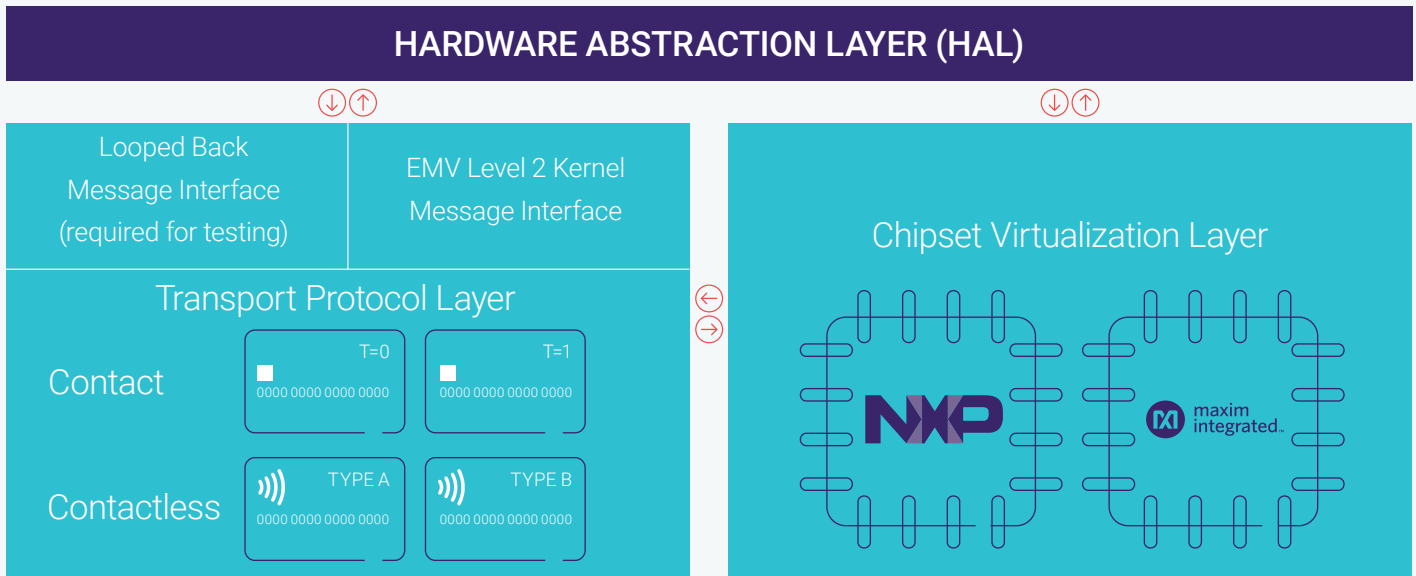 HARDWARE ABSTRACTION LAYER (HAL)
Looped Back
Message Interface
(required for testing)
EMV Level 2 Kernel
Message Interface
Transport Protocol Layer
Contact
T=0
0000 0000 0000 0000
T=1
0000 0000 0000 0000
Contactless
TYPE A
0000 0000 0000 0000
TYPE B
0000 0000 0000 0000
Chipset Virtualization Layer
NXP
maxim
integrated™